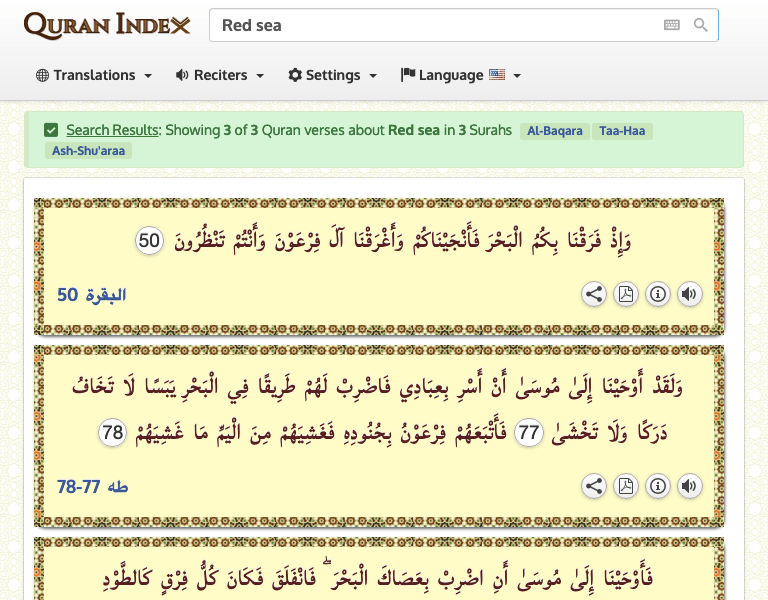 QURAN INDEX
Red sea
Translations Reciters Settings Language
Search Results: Showing 3 of 3 Quran verses about Red sea in 3 Surahs Al-Baqara Taa-Haa
Ash-Shu'araa
وَإِذْ فَرَقْنَا بِكُمُ الْبَحْرَ فَأَنْجَيْنَاكُمْ وَأَغْرَقْنَا آلَ فِرْعَوْنَ وَأَنْتُمْ تَنْظُرُونَ 50
البقرة 50
وَلَقَدْ أَوْحَيْنَا إِلَىٰ مُوسَىٰ أَنْ أَسْرِ بِعِبَادِي فَاضْرِبْ لَهُمْ طَرِيقًا فِي الْبَحْرِ يَبَسًا لَا تَخَافُ
دَرَكًا وَلَا تَخْشَىٰ 77 فَأَتْبَعَهُمْ فِرْعَوْنُ بِجُنُودِهِ فَغَشِيَهُمْ مِنَ الْيَمِّ مَا غَشِيَهُمْ 78
طه 77-78
فَأَوْحَيْنَا إِلَىٰ مُوسَىٰ أَنِ اضْرِبْ بِعَصَاكَ الْبَحْرَ ۖ فَانْفَلَقَ فَكَانَ كُلُّ فِرْقٍ كَالطَّوْدِ